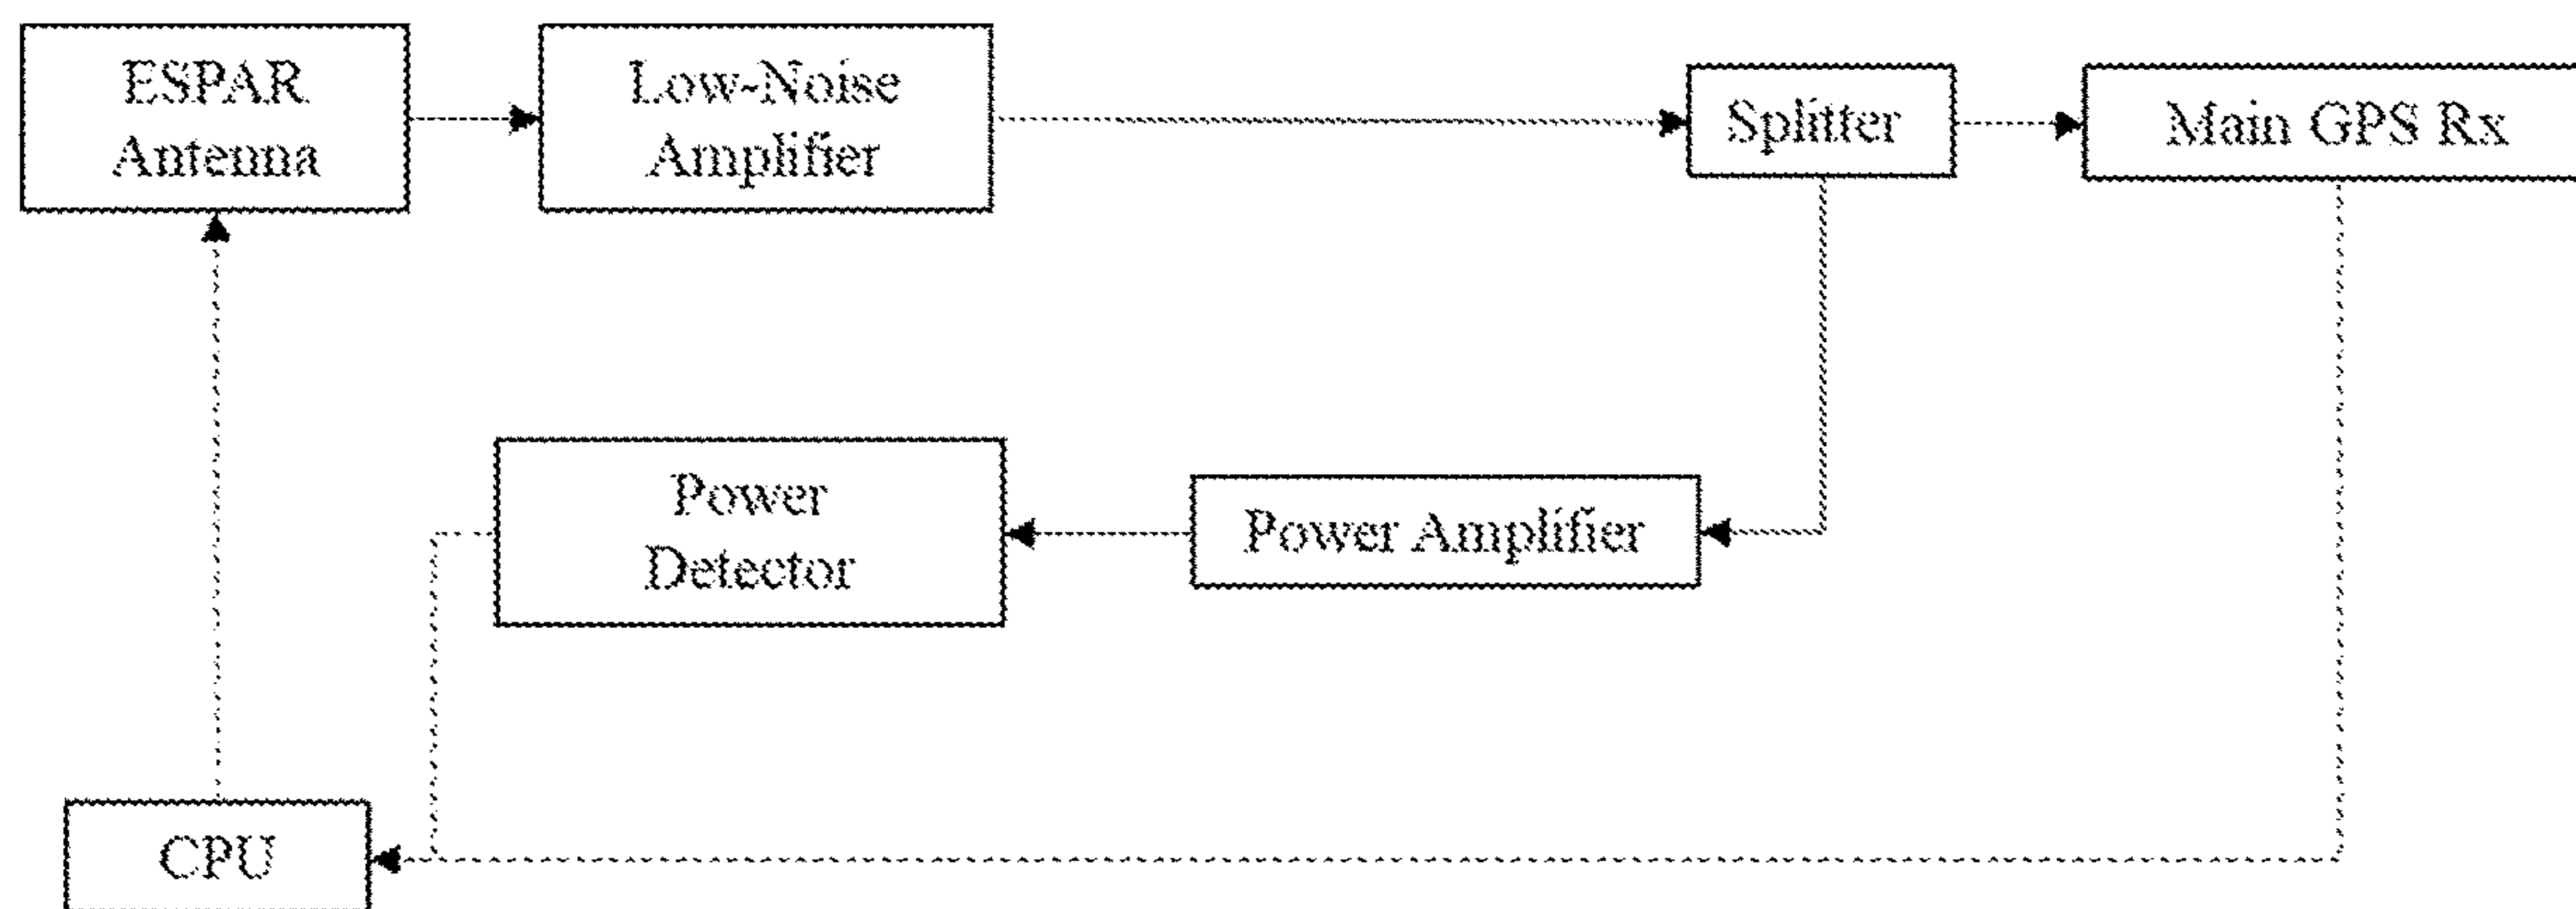 ESPAR
Antenna
Low-Noise
Amplifier
Splitter
Main GPS Rx
Power
Detector
Power Amplifier
CPU